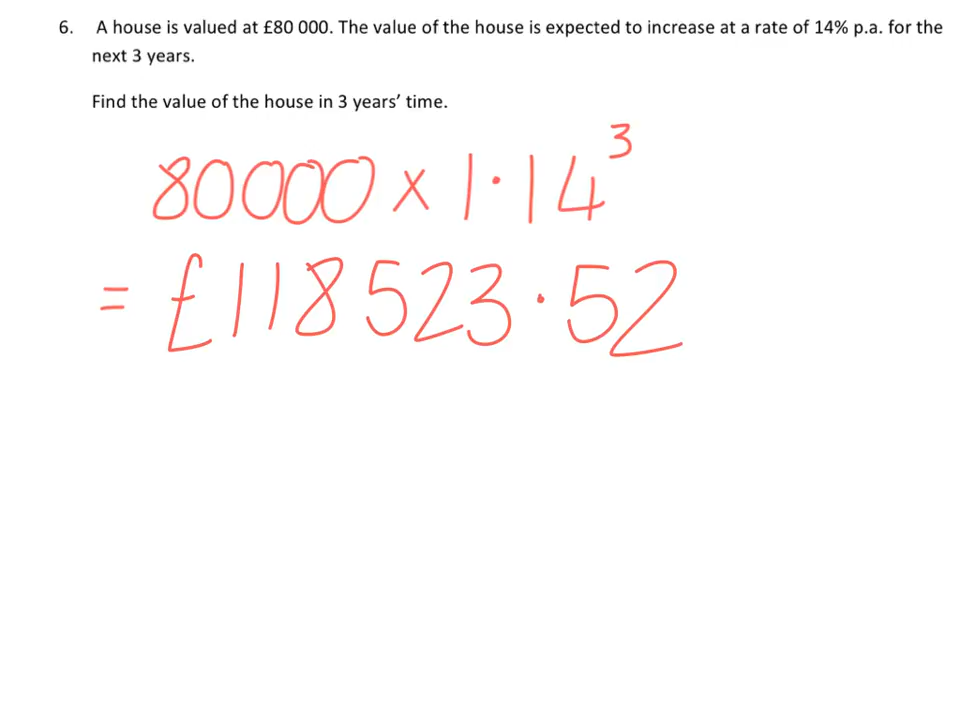 6. A house is valued at £80 000. The value of the house is expected to increase at a rate of 14% p.a. for the
next 3 years.
Find the value of the house in 3 years’ time.
80000 × 1·14³
= £118523·52